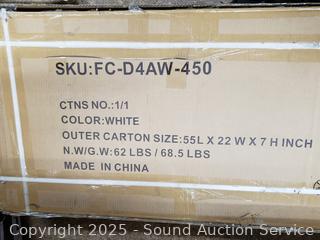 SKU:FC-D4AW-450
CTNS NO.:1/1
COLOR:WHITE
OUTER CARTON SIZE:55L X 22 W X 7 H INCH
N.W/G.W:62 LBS / 68.5 LBS
MADE IN CHINA
Copyright 2025 - Sound Auction Service